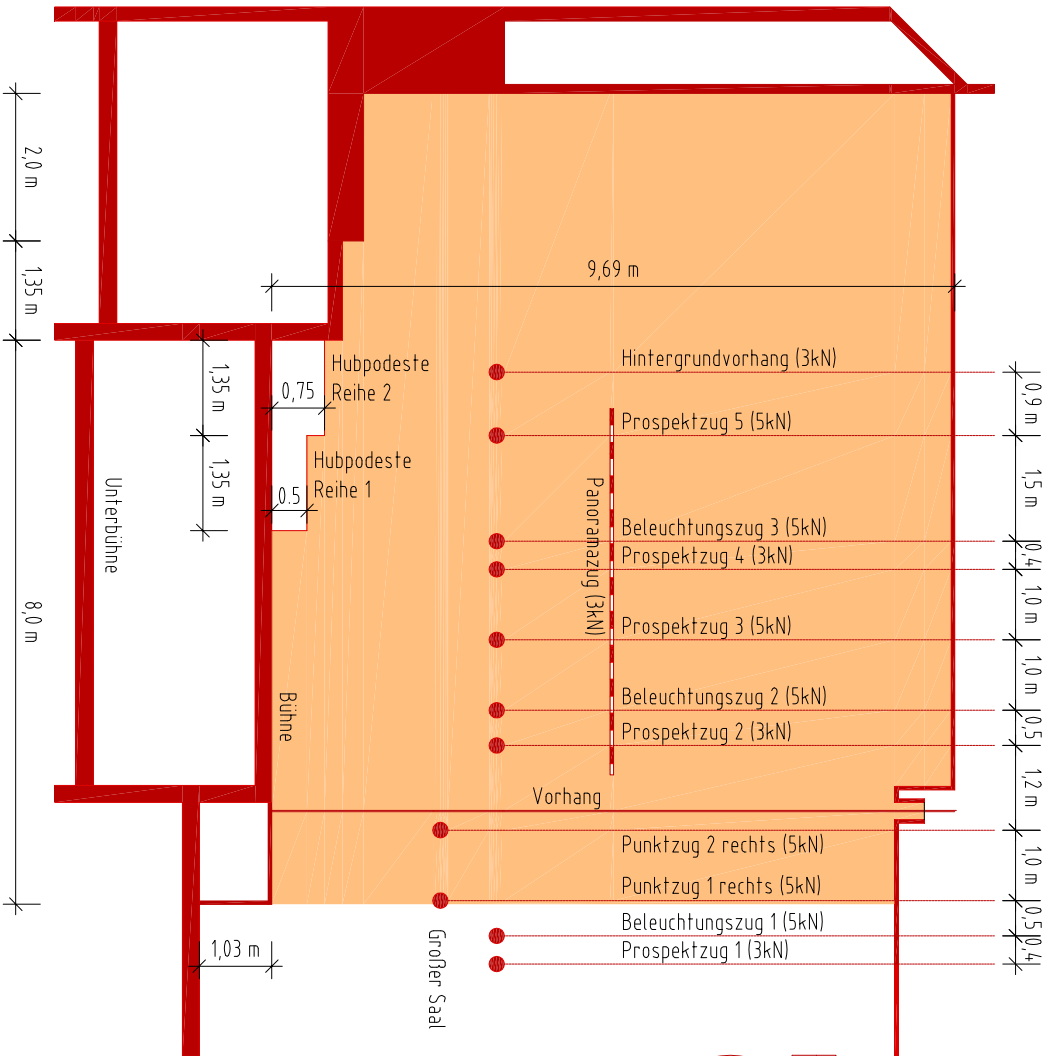 9,69 m
2,0 m
1,35 m
8,0 m
1,35 m
1,35 m
0,75
0.5
Hubpodeste
Reihe 2
Hubpodeste
Reihe 1
Unterbühne
Bühne
Panoramazug (3kN)
Hintergrundvorhang (3kN)
Prospektzug 5 (5kN)
Beleuchtungszug 3 (5kN)
Prospektzug 4 (3kN)
Prospektzug 3 (5kN)
Beleuchtungszug 2 (5kN)
Prospektzug 2 (3kN)
Vorhang
Punktzug 2 rechts (5kN)
Punktzug 1 rechts (5kN)
Beleuchtungszug 1 (5kN)
Prospektzug 1 (3kN)
Großer Saal
1,03 m
0,9 m
1,5 m
0,4
1,0 m
1,0 m
0,5
1,2 m
1,0 m
0,5
0,4